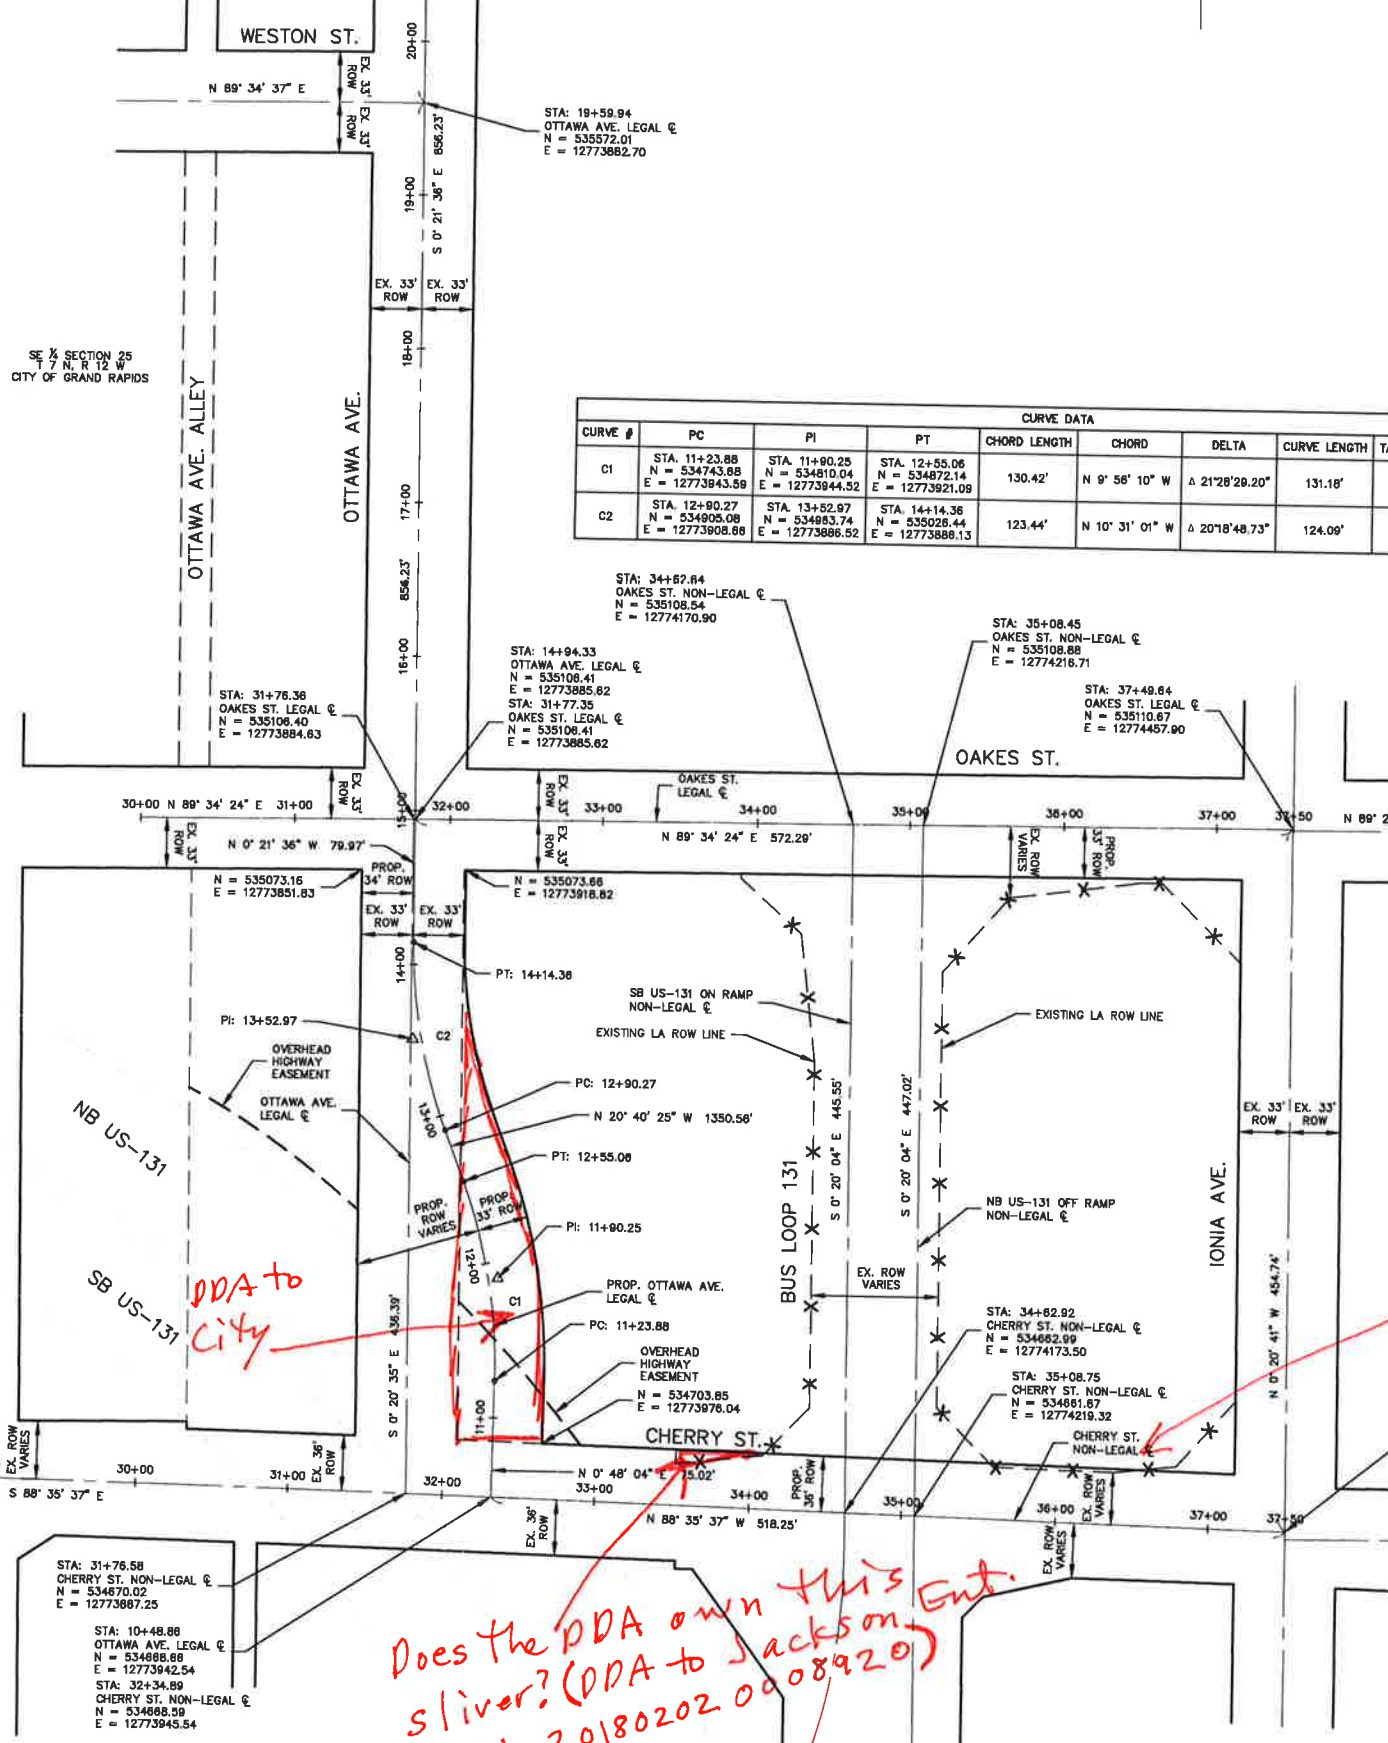 WESTON ST.
N 89° 34' 37" E
EX. 33' ROW
EX. 33' ROW
20+00
S 0° 21' 36" E 856.23'
19+00
STA: 19+59.94
OTTAWA AVE. LEGAL ℄
N = 535572.01
E = 12773882.70
EX. 33' ROW
EX. 33' ROW
18+00
SE ¼ SECTION 25
T 7 N, R 12 W
CITY OF GRAND RAPIDS
OTTAWA AVE. ALLEY
OTTAWA AVE.
17+00
856.23'
16+00
CURVE DATA
CURVE # PC PI PT CHORD LENGTH CHORD DELTA CURVE LENGTH
C1 STA. 11+23.88 N = 534743.68 E = 12773943.59 STA. 11+90.25 N = 534810.04 E = 12773944.52 STA. 12+55.06 N = 534872.14 E = 12773921.09 130.42' N 9° 56' 10" W Δ 21°28'29.20" 131.18'
C2 STA. 12+90.27 N = 534905.08 E = 12773908.66 STA. 13+52.97 N = 534963.74 E = 12773886.52 STA. 14+14.36 N = 535026.44 E = 12773886.13 123.44' N 10° 31' 01" W Δ 20°18'48.73" 124.09'
STA: 34+62.64
OAKES ST. NON-LEGAL ℄
N = 535108.54
E = 12774170.90
STA: 35+08.45
OAKES ST. NON-LEGAL ℄
N = 535108.88
E = 12774216.71
STA: 14+94.33
OTTAWA AVE. LEGAL ℄
N = 535106.41
E = 12773885.62
STA: 31+77.35
OAKES ST. LEGAL ℄
N = 535106.41
E = 12773885.62
STA: 31+76.36
OAKES ST. LEGAL ℄
N = 535106.40
E = 12773884.63
STA: 37+49.64
OAKES ST. LEGAL ℄
N = 535110.67
E = 12774457.90
OAKES ST.
OAKES ST.
LEGAL ℄
EX. 33' ROW
EX. 33' ROW
30+00 N 89° 34' 24" E 31+00
15+00
32+00
33+00
34+00
35+00
36+00
37+00
37+50
N 89° 2
EX. 33' ROW
EX. 33' ROW
N 89° 34' 24" E 572.29'
EX. ROW VARIES
PROP. 33' ROW
N 0° 21' 36" W 79.97'
N = 535073.16
E = 12773851.83
PROP.
34' ROW
N = 535073.66
E = 12773918.62
EX. 33' ROW
EX. 33' ROW
14+00
PT: 14+14.36
PI: 13+52.97
C2
SB US-131 ON RAMP
NON-LEGAL ℄
EXISTING LA ROW LINE
EXISTING LA ROW LINE
OVERHEAD
HIGHWAY
EASEMENT
OTTAWA AVE.
LEGAL ℄
NB US-131
13+00
PC: 12+90.27
N 20° 40' 25" W 1350.56'
PT: 12+55.06
S 0° 20' 04" E 445.55'
S 0° 20' 04" E 447.02'
EX. 33' ROW
EX. 33' ROW
PROP. ROW VARIES
PROP. 33' ROW
PI: 11+90.25
12+00
BUS LOOP 131
NB US-131 OFF RAMP
NON-LEGAL ℄
IONIA AVE.
SB US-131
DDA to
City
PROP. OTTAWA AVE.
LEGAL ℄
C1
PC: 11+23.88
EX. ROW
VARIES
S 0° 20' 35" E 436.39'
OVERHEAD
HIGHWAY
EASEMENT
N = 534703.85
E = 12773976.04
11+00
STA: 34+62.92
CHERRY ST. NON-LEGAL ℄
N = 534662.99
E = 12774173.50
STA: 35+08.75
CHERRY ST. NON-LEGAL ℄
N = 534661.87
E = 12774219.32
N 0° 20' 41" W 454.74'
CHERRY ST.
CHERRY ST.
NON-LEGAL ℄
EX. ROW VARIES
EX. 36' ROW
N 0° 48' 04" E 75.02'
PROP. 36' ROW
EX. ROW VARIES
S 88° 35' 37" E
30+00
31+00
32+00
33+00
34+00
35+00
36+00
37+00
37+50
N 88° 35' 37" W 518.25'
EX. 36' ROW
EX. ROW VARIES
STA: 31+76.58
CHERRY ST. NON-LEGAL ℄
N = 534670.02
E = 12773887.25
STA: 10+48.86
OTTAWA AVE. LEGAL ℄
N = 534668.66
E = 12773942.54
STA: 32+34.89
CHERRY ST. NON-LEGAL ℄
N = 534668.59
E = 12773945.54
Does the DDA own this
sliver? (DDA to Jackson Ent.
20180202 0008920)